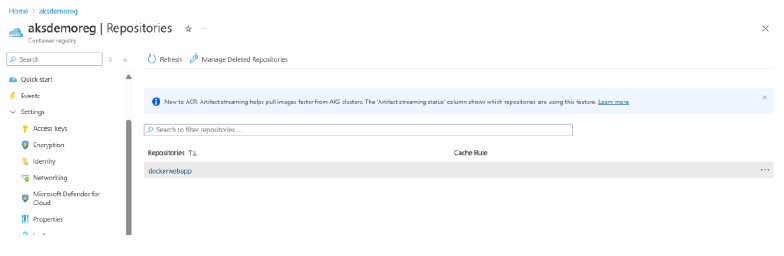 Home > aksdemoreg
aksdemoreg | Repositories
Container registry
Search
Refresh
Manage Deleted Repositories
Quick start
Events
Settings
Access keys
Encryption
Identity
Networking
Microsoft Defender for
Cloud
Properties
New to ACR. Artifact streaming helps pull images faster from AKS clusters. The 'Artifact streaming status' column shows which repositories are using this feature. Learn more
Search to filter repositories ...
Repositories ↑↓
Cache Rule
dockerwebapp